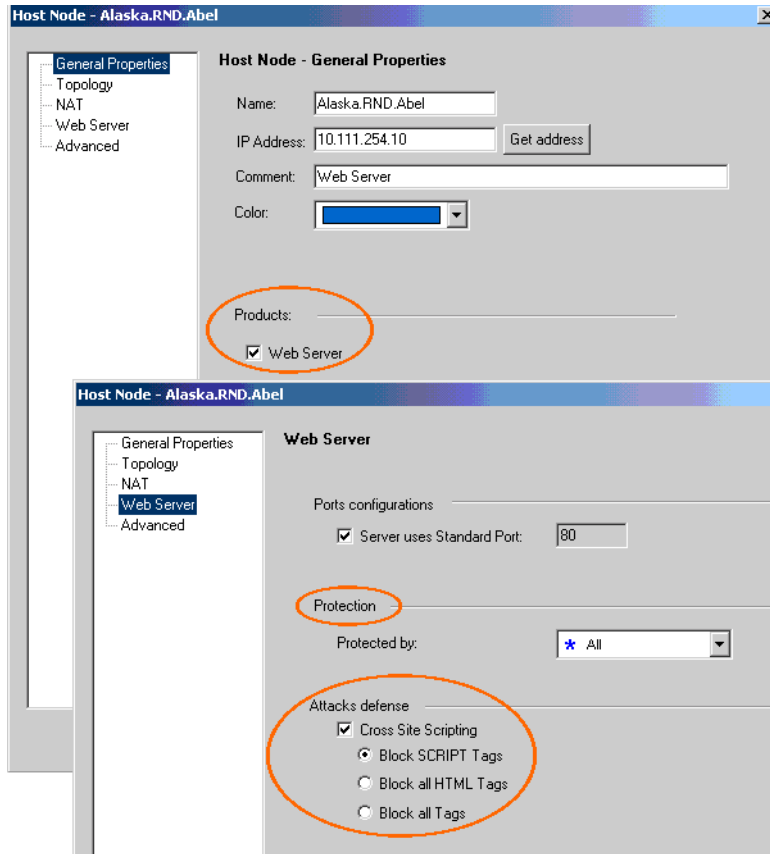 Host Node - Alaska.RND.Abel
General Properties
Topology
NAT
Web Server
Advanced
Host Node - General Properties
Name: Alaska.RND.Abel
IP Address: 10.111.254.10 Get address
Comment: Web Server
Color:
Products:
Web Server
Host Node - Alaska.RND.Abel
General Properties
Topology
NAT
Web Server
Advanced
Web Server
Ports configurations
Server uses Standard Port: 80
Protection
Protected by: * All
Attacks defense
Cross Site Scripting
Block SCRIPT Tags
Block all HTML Tags
Block all Tags